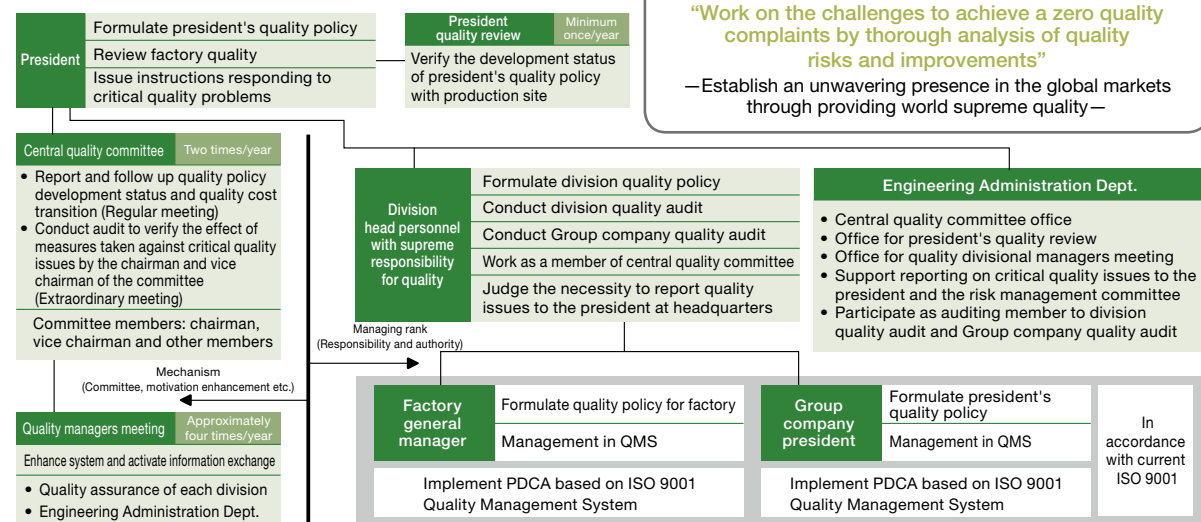 President
Formulate president's quality policy
Review factory quality
Issue instructions responding to
critical quality problems
President
quality review
Minimum
once/year
Verify the development status
of president's quality policy
with production site
“Work on the challenges to achieve a zero quality
complaints by thorough analysis of quality
risks and improvements”
—Establish an unwavering presence in the global markets
through providing world supreme quality—
Central quality committee
Two times/year
• Report and follow up quality policy
development status and quality cost
transition (Regular meeting)
• Conduct audit to verify the effect of
measures taken against critical quality
issues by the chairman and vice
chairman of the committee
(Extraordinary meeting)
Committee members: chairman,
vice chairman and other members
Mechanism
(Committee, motivation enhancement etc.)
Managing rank
(Responsibility and authority)
Quality managers meeting
Approximately
four times/year
Enhance system and activate information exchange
• Quality assurance of each division
• Engineering Administration Dept.
Division
head personnel
with supreme
responsibility
for quality
Formulate division quality policy
Conduct division quality audit
Conduct Group company quality audit
Work as a member of central quality committee
Judge the necessity to report quality
issues to the president at headquarters
Engineering Administration Dept.
• Central quality committee office
• Office for president's quality review
• Office for quality divisional managers meeting
• Support reporting on critical quality issues to the
president and the risk management committee
• Participate as auditing member to division
quality audit and Group company quality audit
Factory
general
manager
Formulate quality policy for factory
Management in QMS
Implement PDCA based on ISO 9001
Quality Management System
Group
company
president
Formulate president's
quality policy
Management in QMS
Implement PDCA based on ISO 9001
Quality Management System
In
accordance
with current
ISO 9001